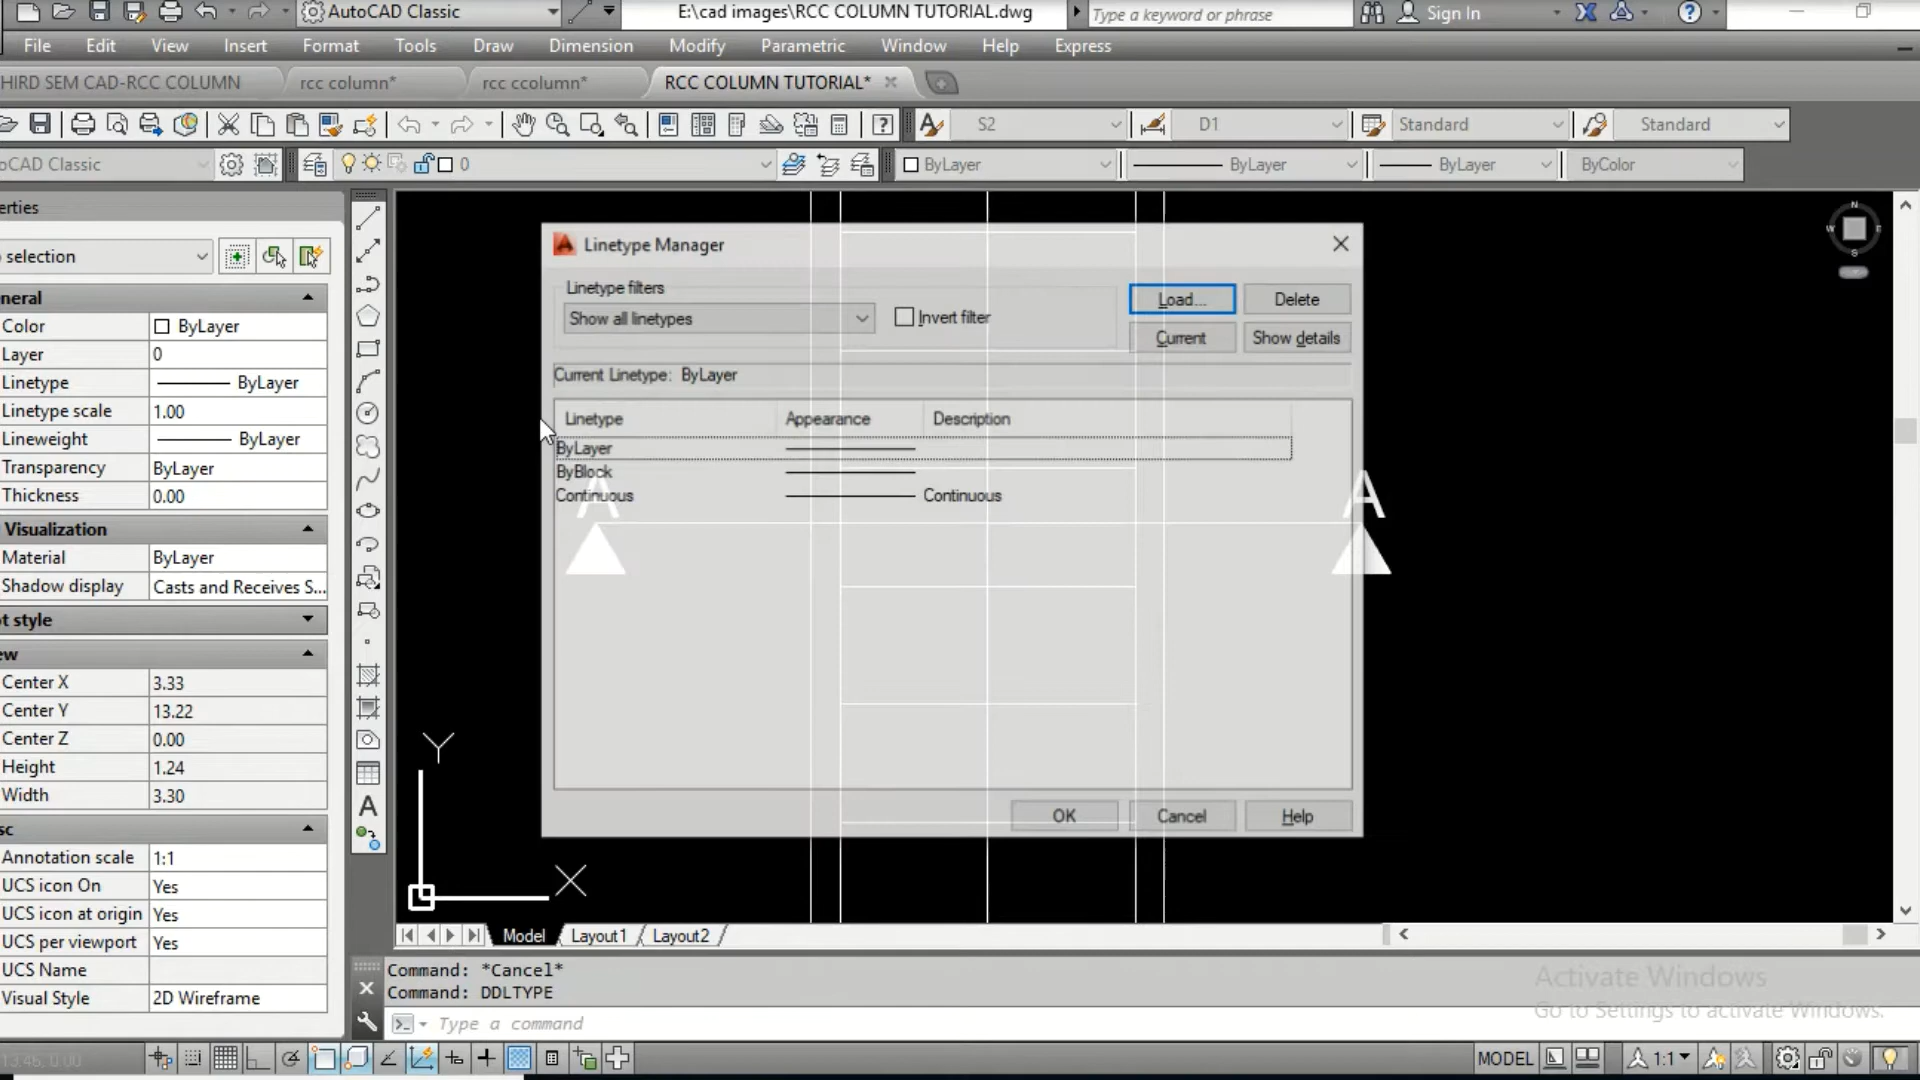 AutoCAD Classic
E:\cad images\RCC COLUMN TUTORIAL.dwg
Type a keyword or phrase
Sign In
File Edit View Insert Format Tools Draw Dimension Modify Parametric Window Help Express
HIRD SEM CAD-RCC COLUMN
rcc column*
rcc ccolumn*
RCC COLUMN TUTORIAL*
S2
D1
Standard
Standard
oCAD Classic
0
ByLayer
ByLayer
ByLayer
ByColor
erties
selection
neral
Color ByLayer
Layer 0
Linetype ByLayer
Linetype scale 1.00
Lineweight ByLayer
Transparency ByLayer
Thickness 0.00
Visualization
Material ByLayer
Shadow display Casts and Receives S...
t style
ew
Center X 3.33
Center Y 13.22
Center Z 0.00
Height 1.24
Width 3.30
sc
Annotation scale 1:1
UCS icon On Yes
UCS icon at origin Yes
UCS per viewport Yes
UCS Name
Visual Style 2D Wireframe
Linetype Manager
Linetype filters
Show all linetypes
Invert filter
Load...
Delete
Current
Show details
Current Linetype: ByLayer
Linetype Appearance Description
ByLayer
ByBlock
Continuous Continuous
A A
OK Cancel Help
Y
X
N
W
S
Model Layout1 Layout2
Command: *Cancel*
Command: DDLTYPE
Type a command
Activate Windows
Go to Settings to activate Windows.
MODEL
1:1